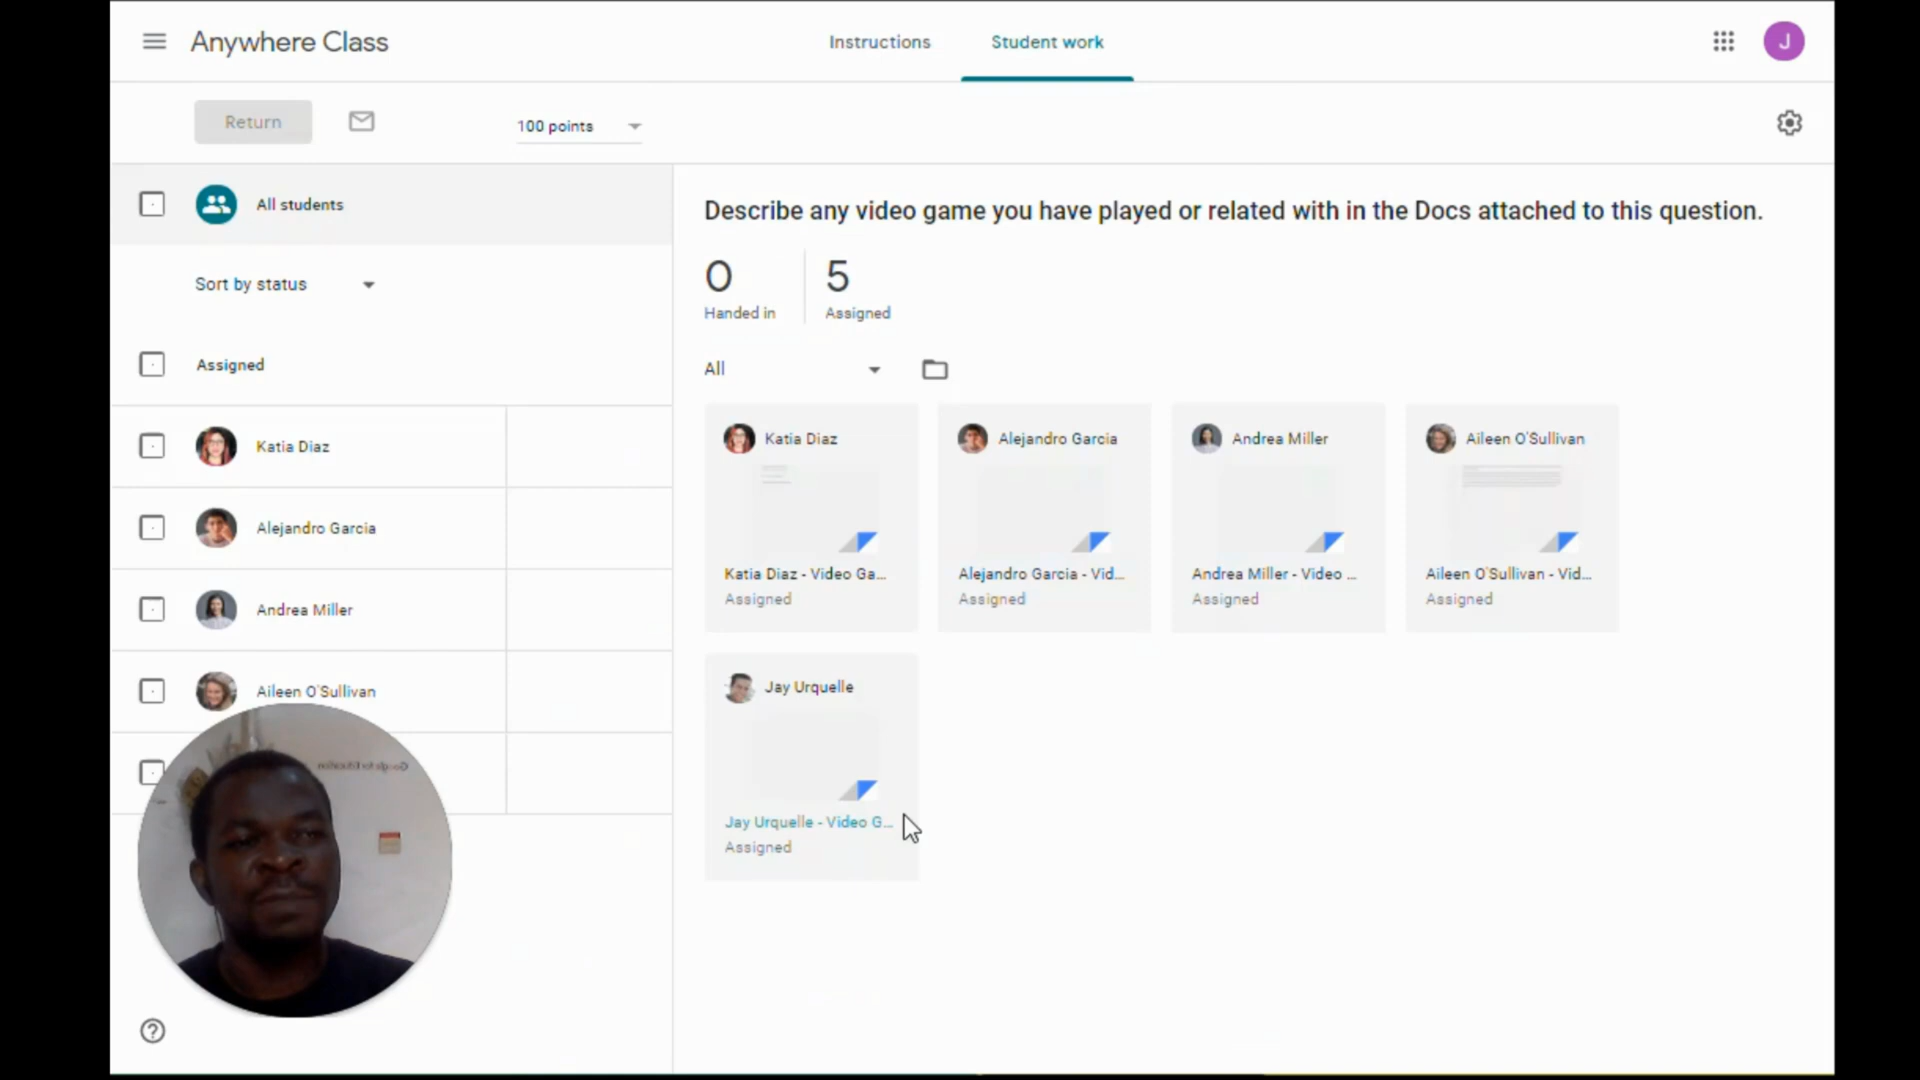 Anywhere Class
Instructions
Student work
J
Return
100 points
All students
Sort by status
Assigned
Katia Diaz
Alejandro Garcia
Andrea Miller
Aileen O'Sullivan
Describe any video game you have played or related with in the Docs attached to this question.
0
Handed in
5
Assigned
All
Katia Diaz
Katia Diaz - Video Ga...
Assigned
Alejandro Garcia
Alejandro Garcia - Vid...
Assigned
Andrea Miller
Andrea Miller - Video ...
Assigned
Aileen O'Sullivan
Aileen O'Sullivan - Vid...
Assigned
Jay Urquelle
Jay Urquelle - Video G...
Assigned
Google for Education